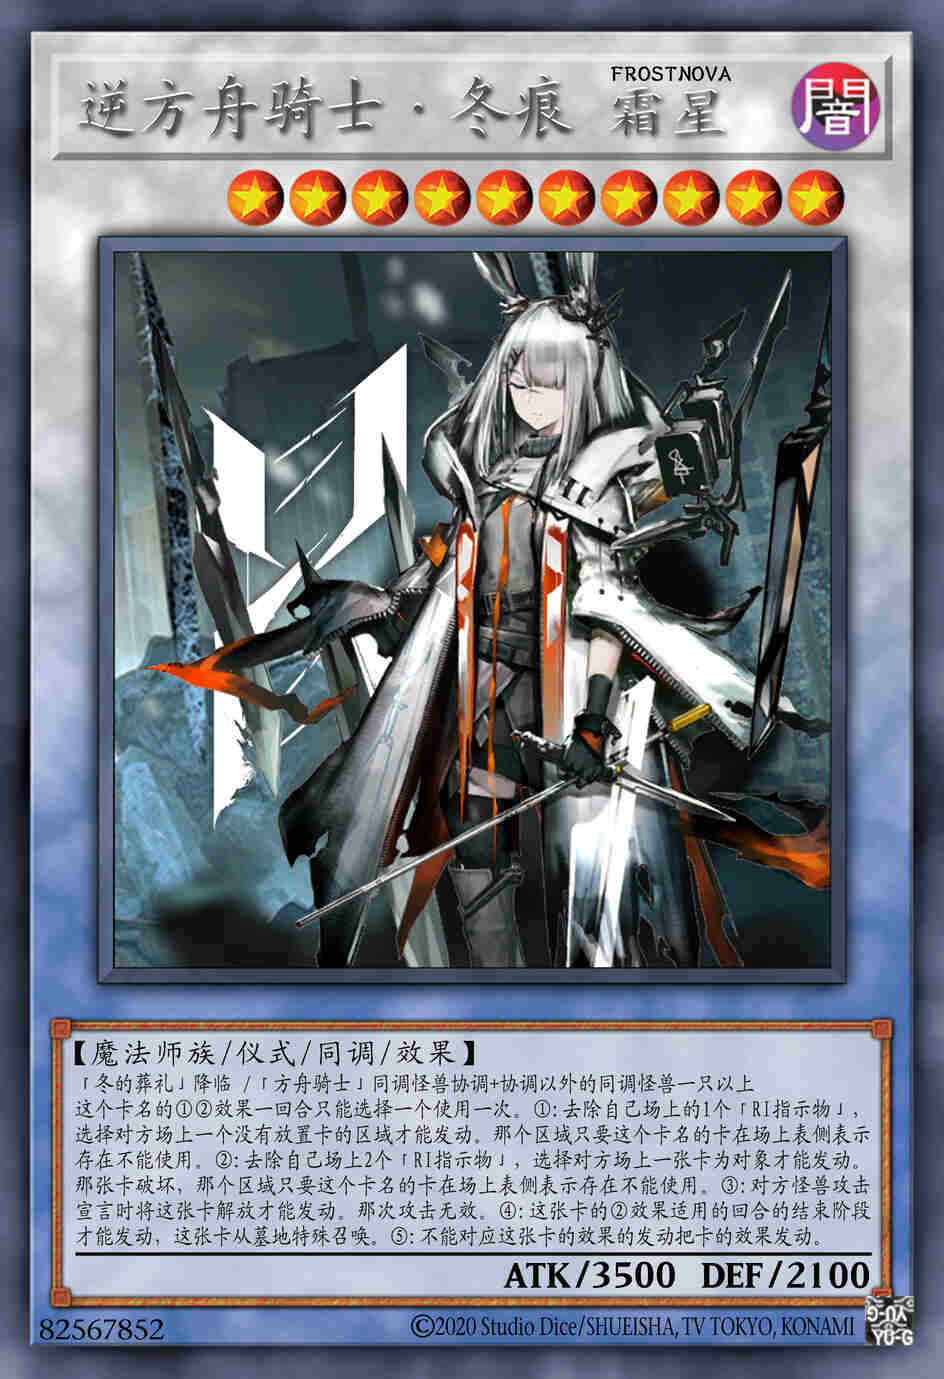 FROSTNOVA
逆方舟骑士·冬痕 霜星
闇
【魔法师族/仪式/同调/效果】
「冬的葬礼」降临 /「方舟骑士」同调怪兽协调+协调以外的同调怪兽一只以上
这个卡名的①②效果一回合只能选择一个使用一次。①:去除自己场上的1个「RI指示物」,
选择对方场上一个没有放置卡的区域才能发动。那个区域只要这个卡名的卡在场上表侧表示
存在不能使用。②:去除自己场上2个「RI指示物」,选择对方场上一张卡为对象才能发动。
那张卡破坏,那个区域只要这个卡名的卡在场上表侧表示存在不能使用。③:对方怪兽攻击
宣言时将这张卡解放才能发动。那次攻击无效。④:这张卡的②效果适用的回合的结束阶段
才能发动,这张卡从墓地特殊召唤。⑤:不能对应这张卡的效果的发动把卡的效果发动。
ATK/3500 DEF/2100
82567852 ©2020 Studio Dice/SHUEISHA, TV TOKYO, KONAMI
YU-G
YU-G